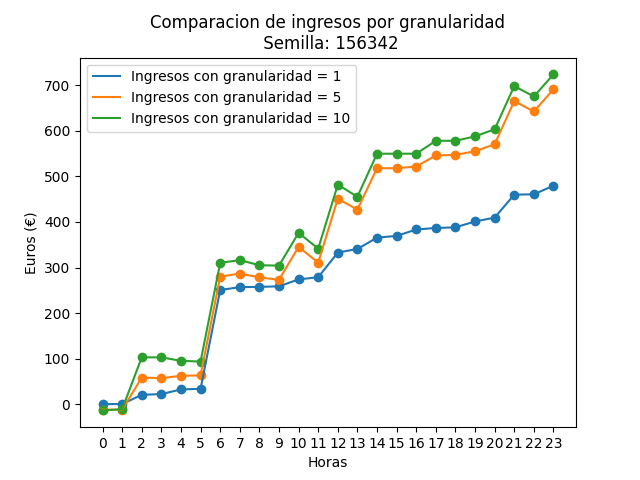 Comparacion de ingresos por granularidad
Semilla: 156342
Ingresos con granularidad = 1
Ingresos con granularidad = 5
Ingresos con granularidad = 10
Euros (€)
700
600
500
400
300
200
100
0
0 1 2 3 4 5 6 7 8 9 10 11 12 13 14 15 16 17 18 19 20 21 22 23
Horas